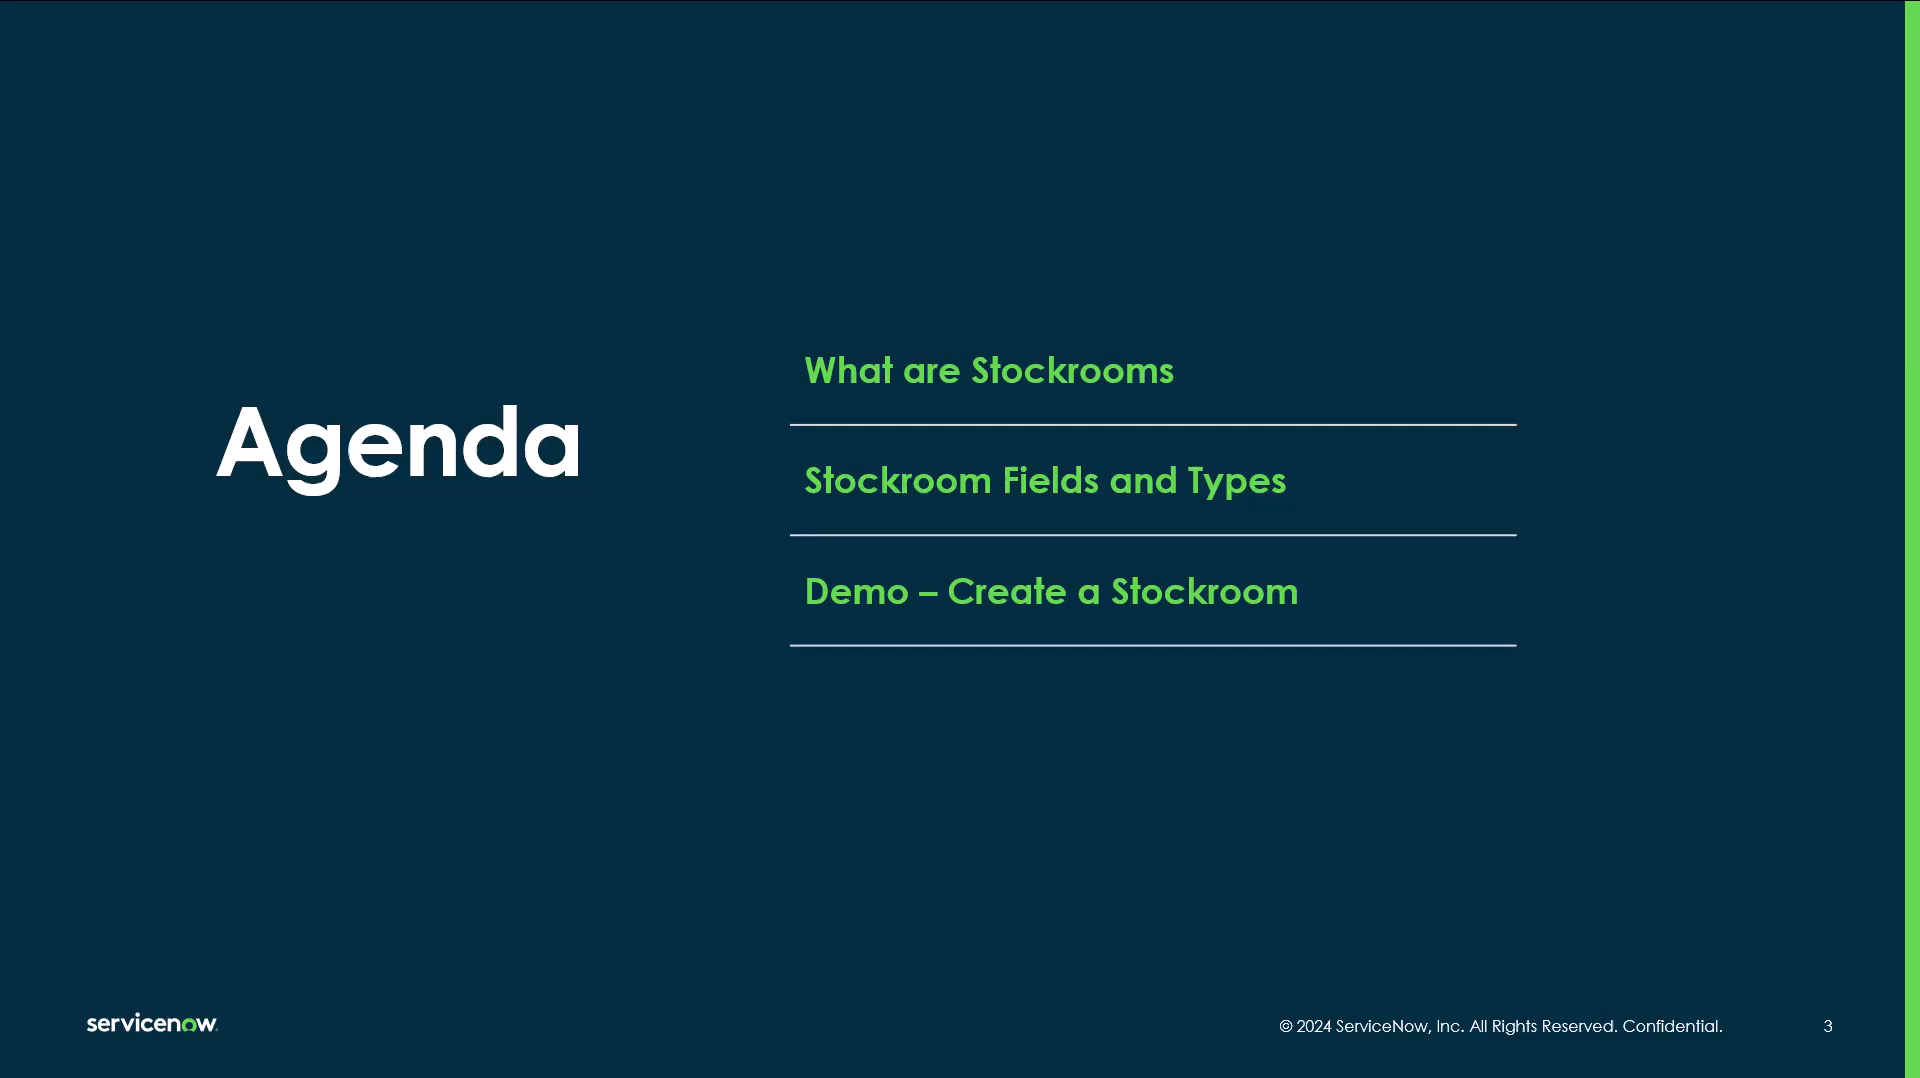 Agenda
What are Stockrooms
Stockroom Fields and Types
Demo – Create a Stockroom
servicenow
© 2024 ServiceNow, Inc. All Rights Reserved. Confidential.
3